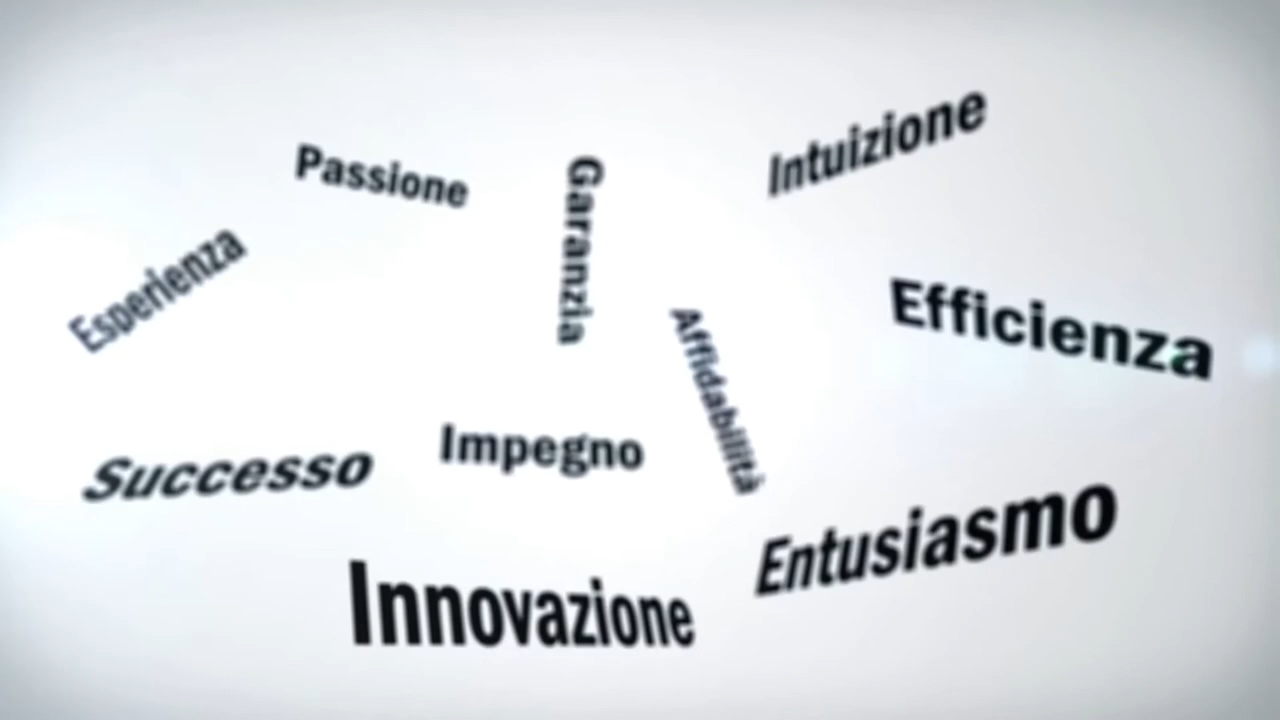 Intuizione
Passione
Garanzia
Esperienza
Efficienza
Affidabilità
Impegno
Successo
Entusiasmo
Innovazione